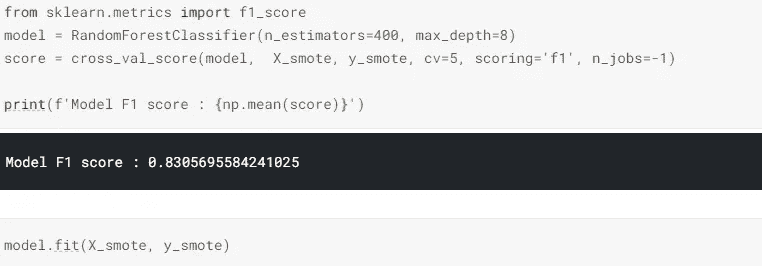 from sklearn.metrics import f1_score
model = RandomForestClassifier(n_estimators=400, max_depth=8)
score = cross_val_score(model,  X_smote, y_smote, cv=5, scoring='f1', n_jobs=-1)
print(f'Model F1 score : {np.mean(score)}')
Model F1 score : 0.8305695584241025
model.fit(X_smote, y_smote)